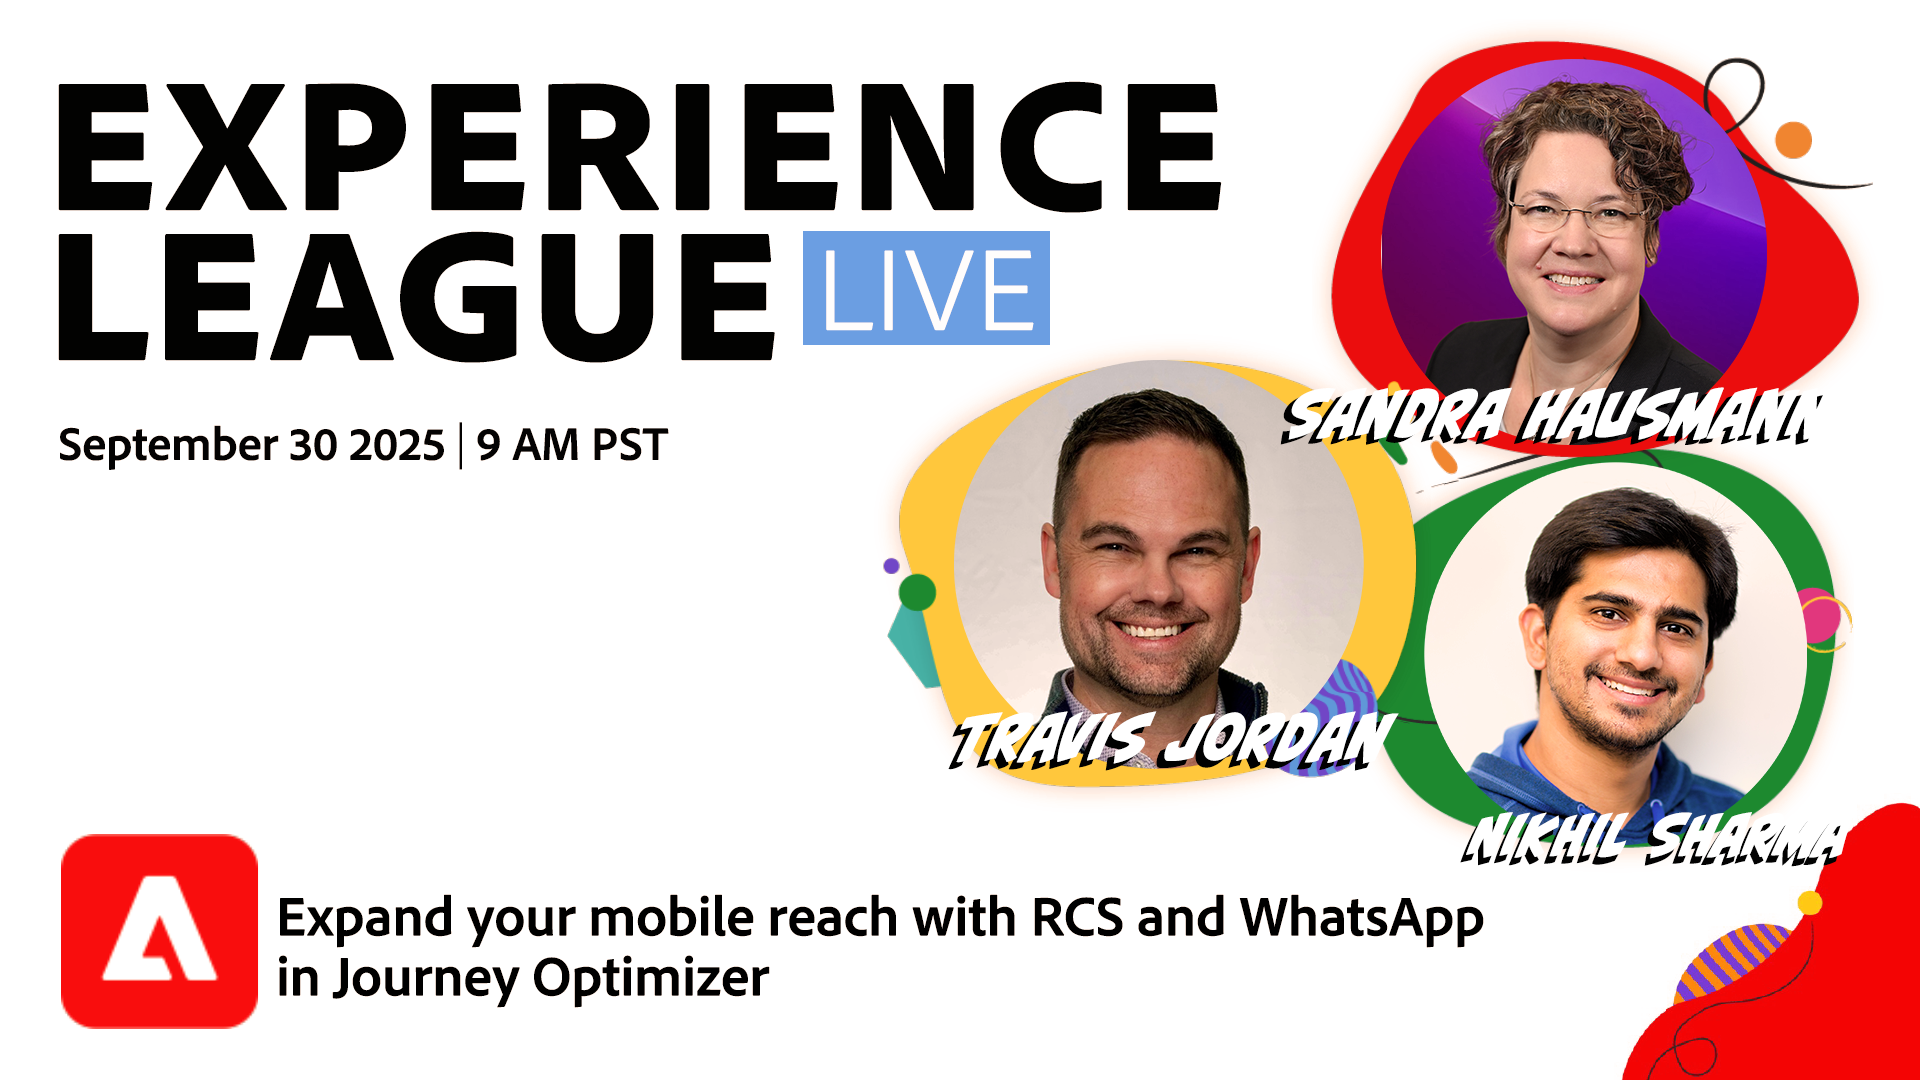 EXPERIENCE
LEAGUE LIVE
September 30 2025 | 9 AM PST
SANDRA HAUSMANN
TRAVIS JORDAN
NIKHIL SHARMA
Expand your mobile reach with RCS and WhatsApp
in Journey Optimizer